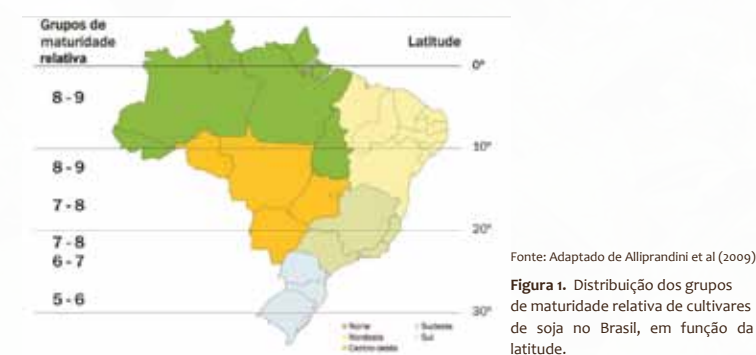 Grupos de
maturidade
relativa
Latitude
0°
8 - 9
10°
8 - 9
7 - 8
20°
7 - 8
6 - 7
5 - 6
30°
Norte
Nordeste
Centro-oeste
Sudeste
Sul
Fonte: Adaptado de Alliprandini et al (2009)
Figura 1. Distribuição dos grupos
de maturidade relativa de cultivares
de soja no Brasil, em função da
latitude.